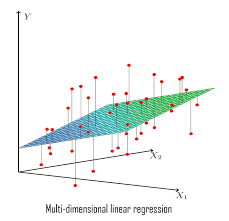 Y
X₂
X₁
Multi-dimensional linear regression